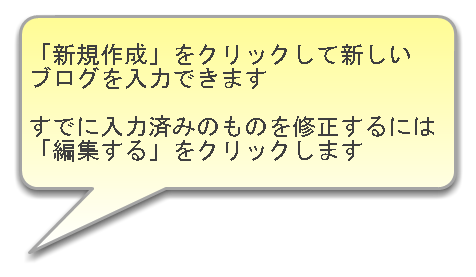 「新規作成」をクリックして新しい
ブログを入力できます
すでに入力済みのものを修正するには
「編集する」をクリックします